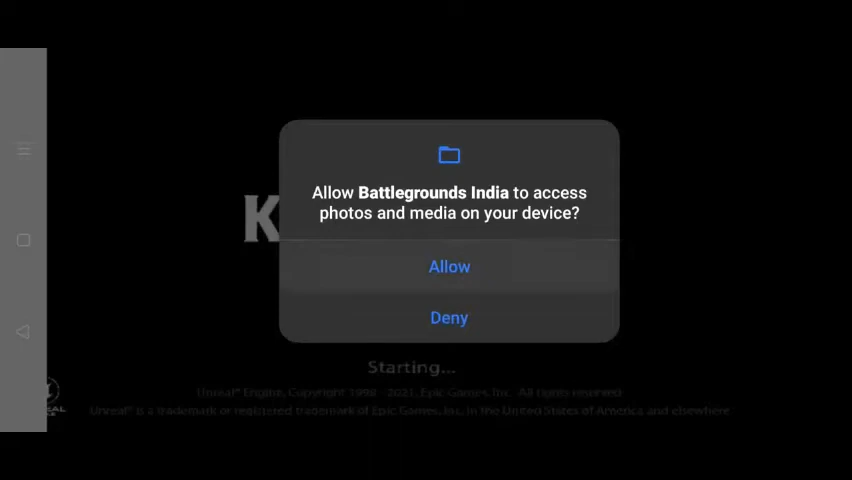 Allow Battlegrounds India to access
photos and media on your device?
K
Allow
Deny
Starting...
Unreal® Engine, Copyright 1998 - 2021, Epic Games, Inc. All rights reserved
Unreal® is a trademark or registered trademark of Epic Games, Inc. in the United States of America and elsewhere